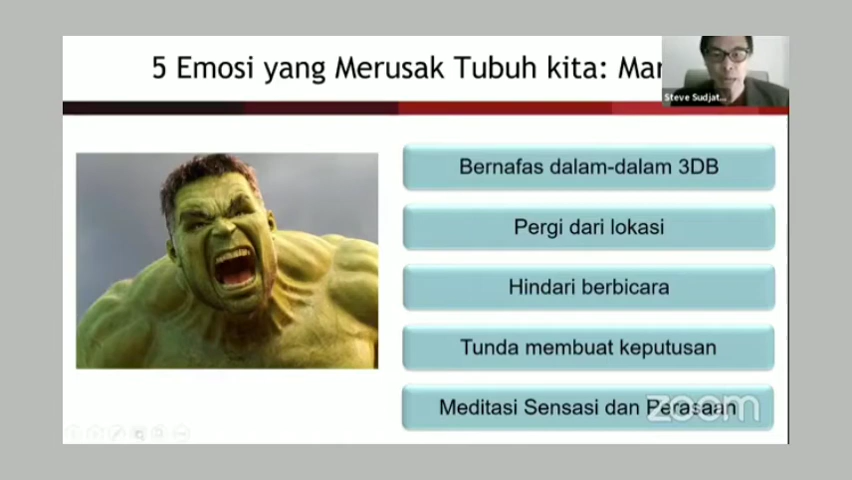 5 Emosi yang Merusak Tubuh kita: Mar
Steve Sudjat...
Bernafas dalam-dalam 3DB
Pergi dari lokasi
Hindari berbicara
Tunda membuat keputusan
Meditasi Sensasi dan Perasaan
zoom